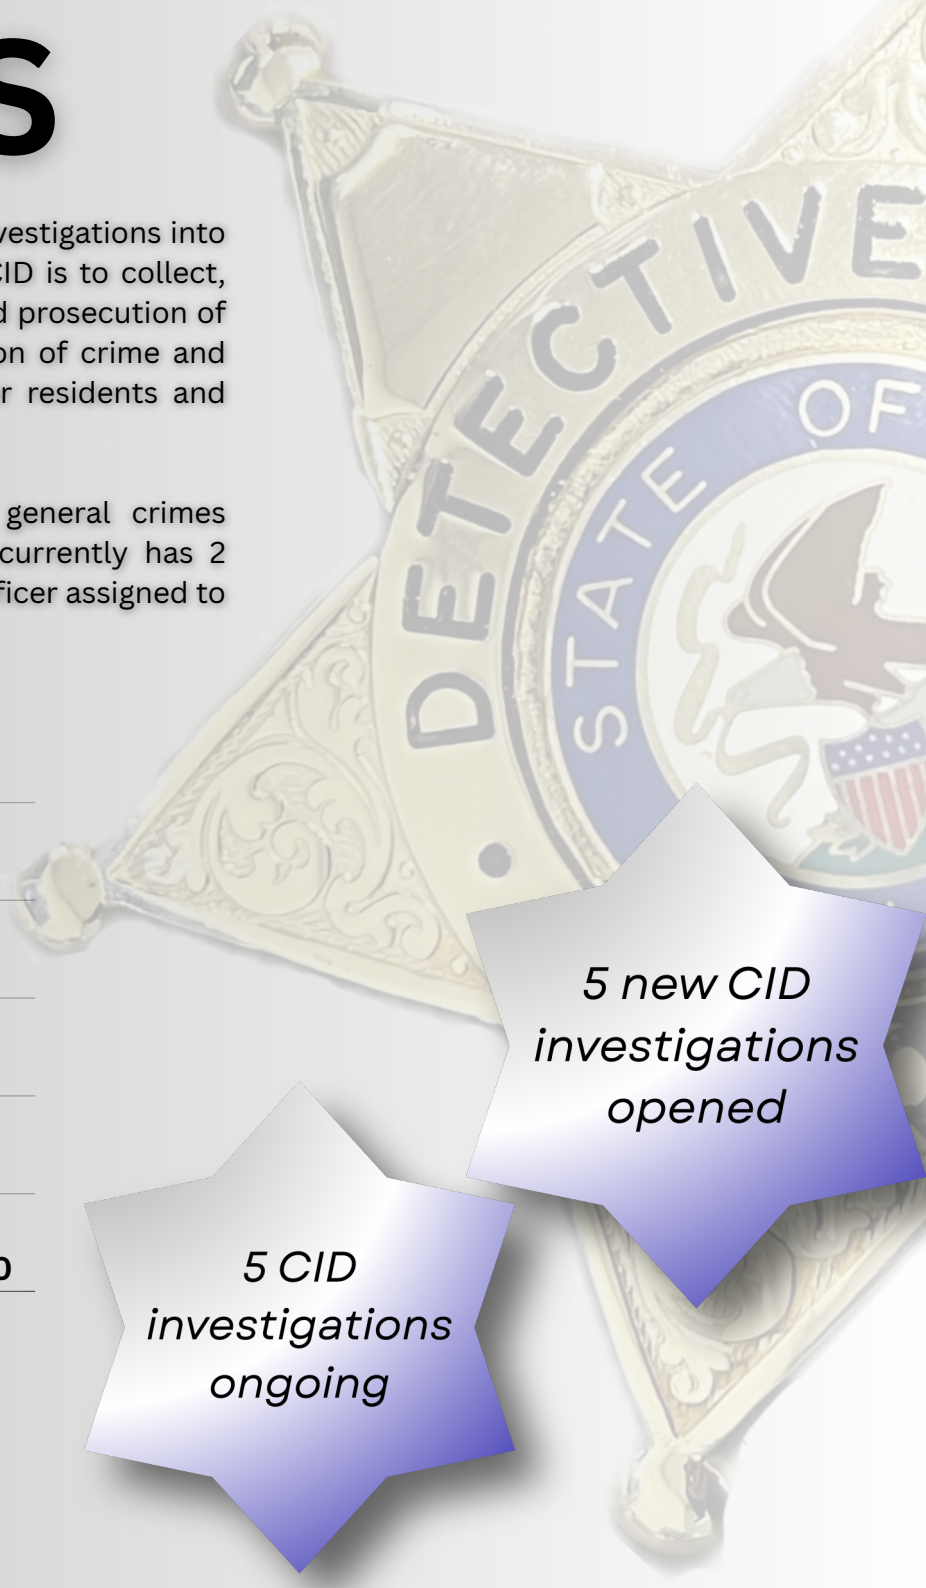 S
vestigations into
CID is to collect,
d prosecution of
on of crime and
r residents and
general crimes
currently has 2
ficer assigned to
DETECTIVE
STATE OF
5 new CID
investigations
opened
5 CID
investigations
ongoing
0